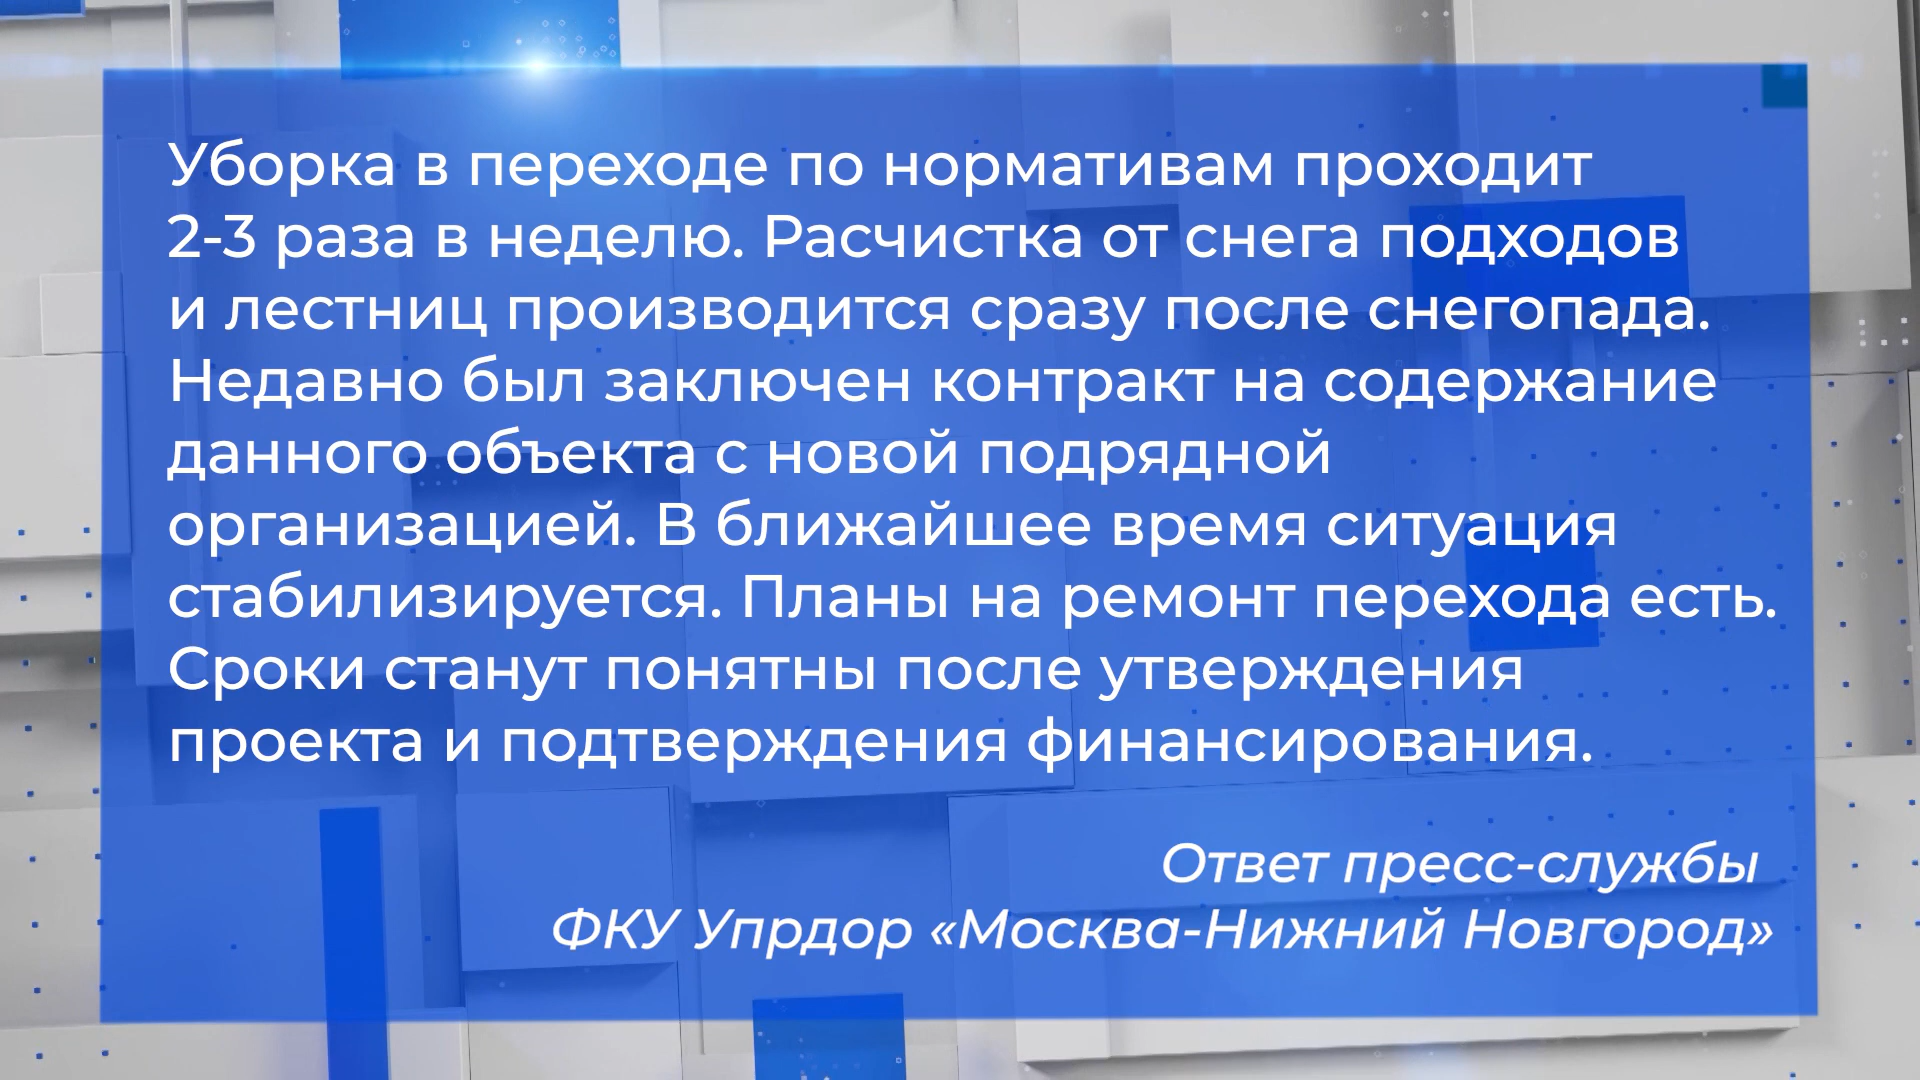 Уборка в переходе по нормативам проходит
2-3 раза в неделю. Расчистка от снега подходов
и лестниц производится сразу после снегопада.
Недавно был заключен контракт на содержание
данного объекта с новой подрядной
организацией. В ближайшее время ситуация
стабилизируется. Планы на ремонт перехода есть.
Сроки станут понятны после утверждения
проекта и подтверждения финансирования.
Ответ пресс-службы
ФКУ Упрдор «Москва-Нижний Новгород»